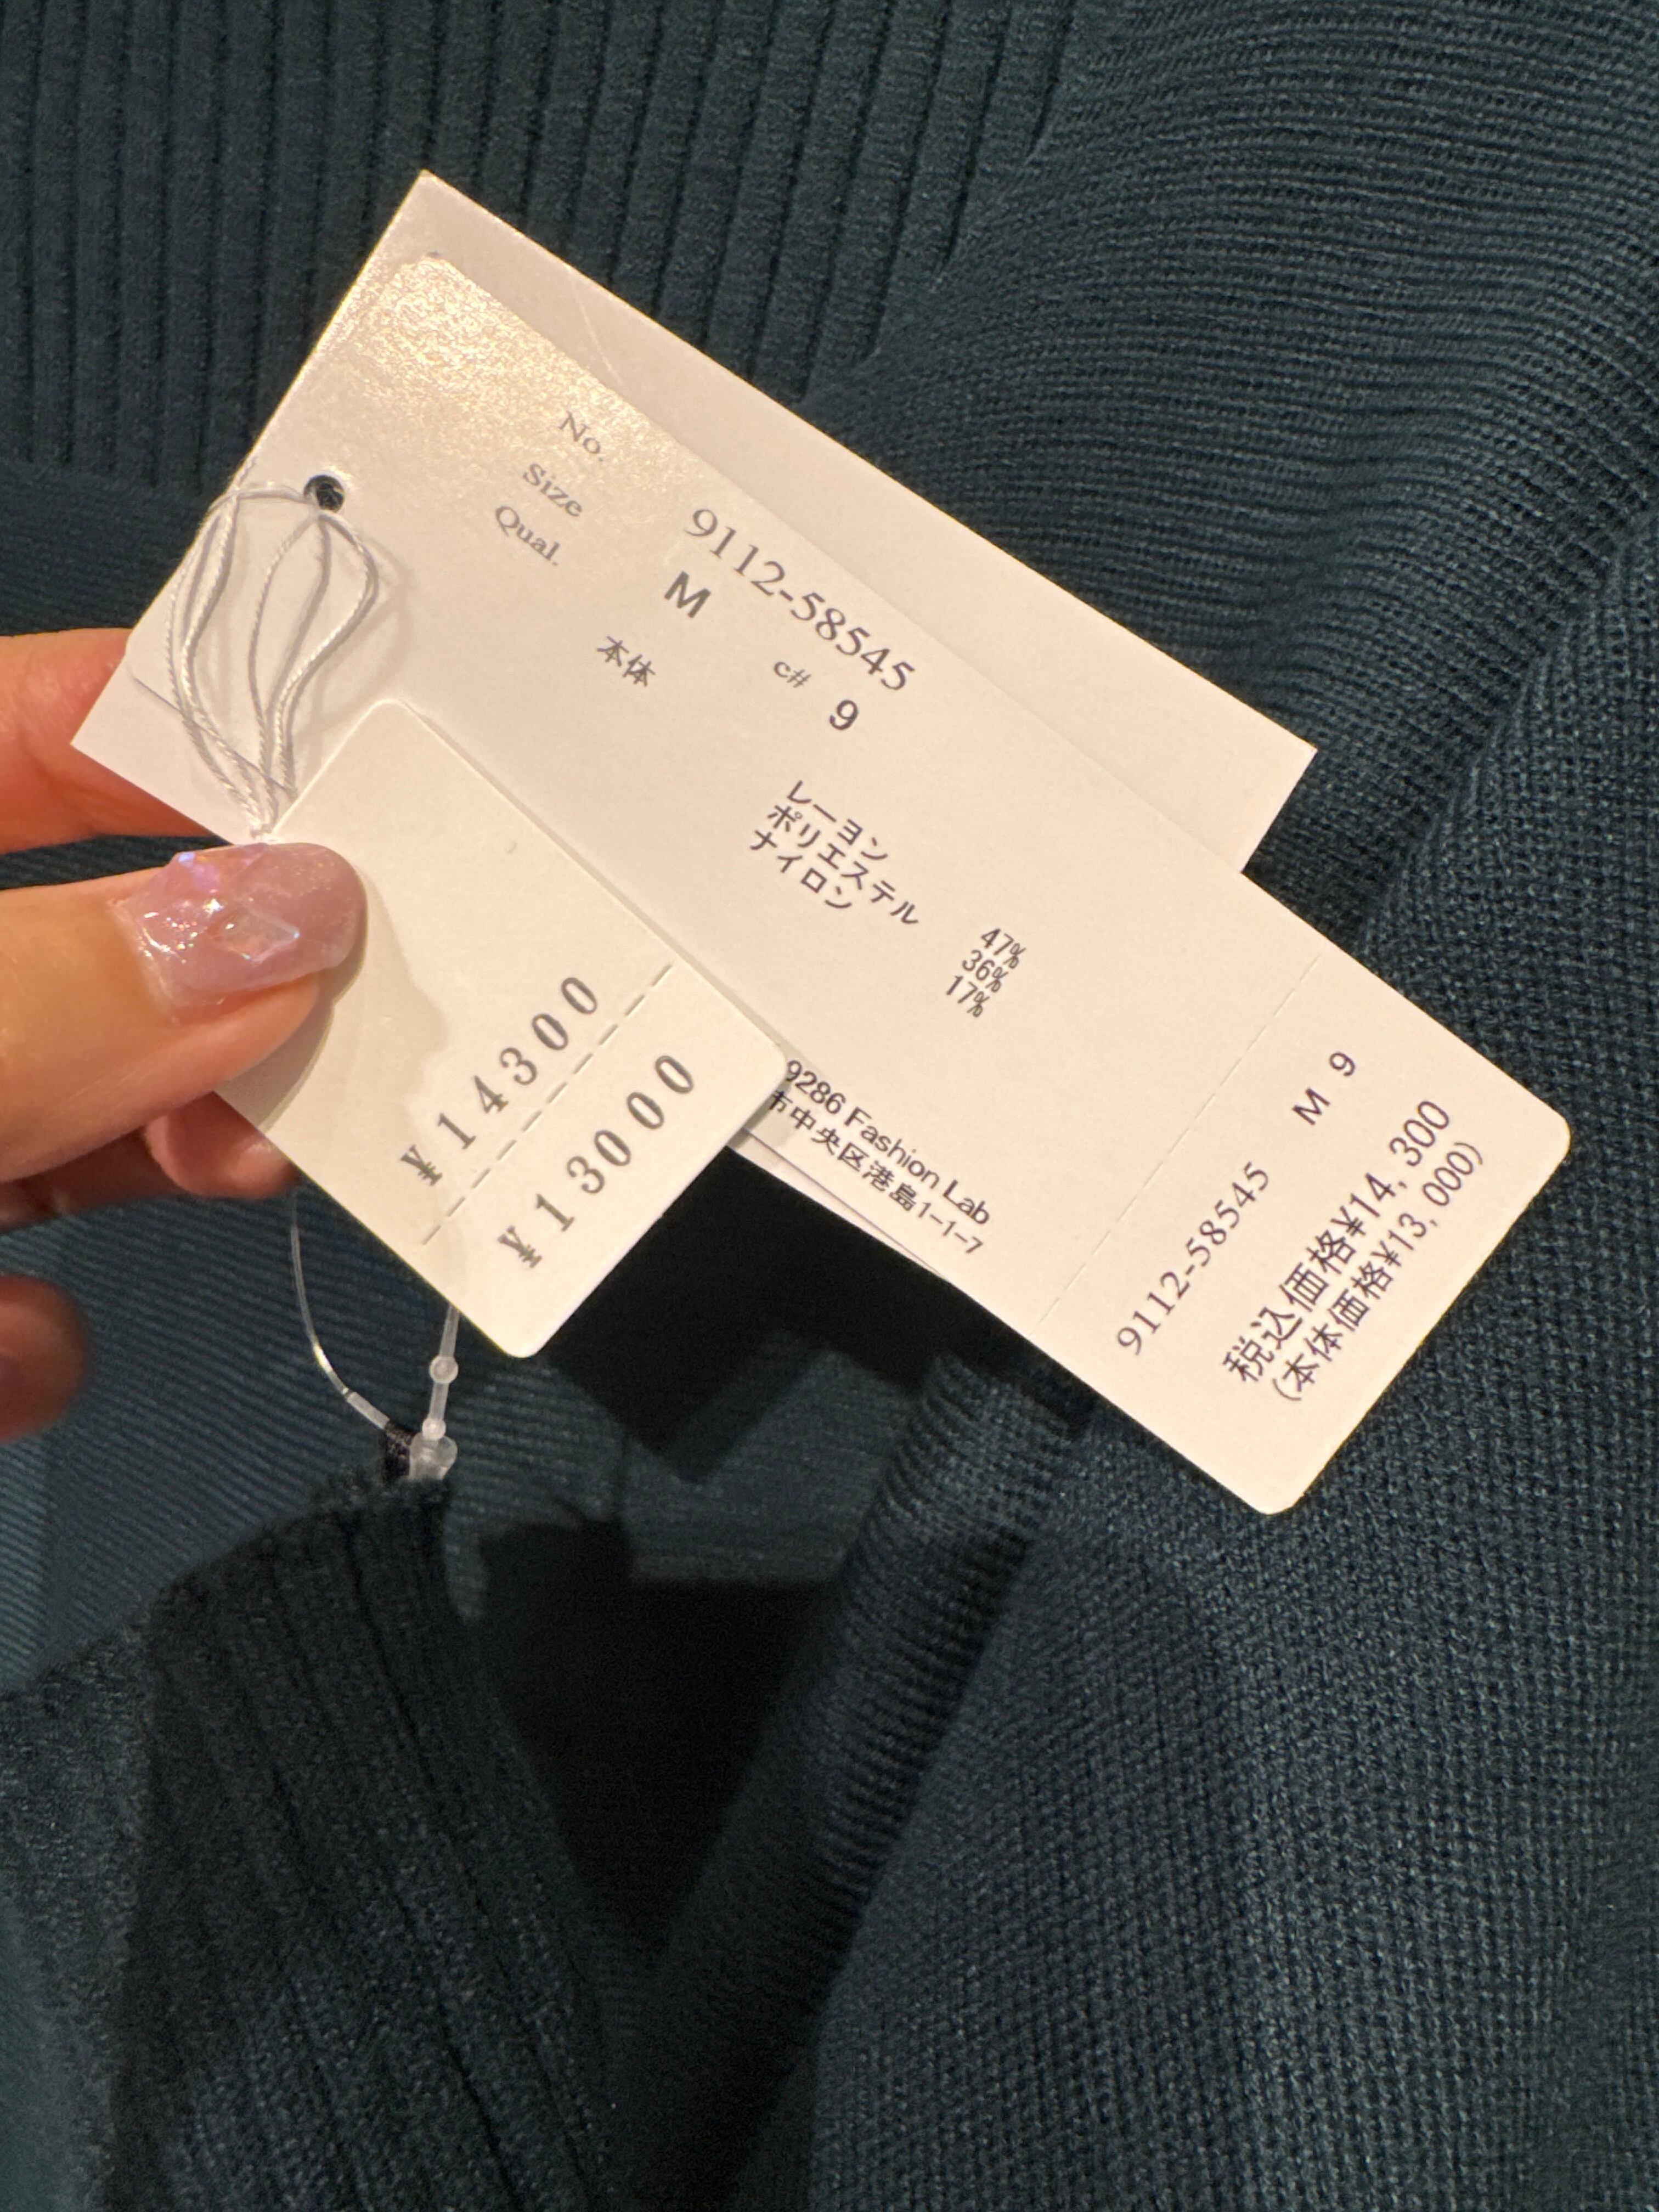 No. 9112-58545
Size M c# 9
Qual. 本体
レーヨン 47%
ポリエステル 36%
ナイロン 17%
9286 Fashion Lab
市中央区港島1-1-7
9112-58545 M 9
税込価格¥14,300
(本体価格¥13,000)
¥14300
¥13000